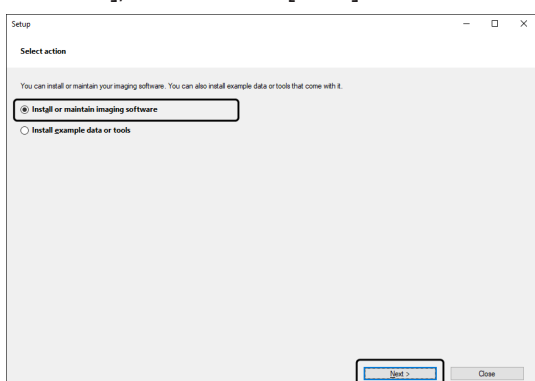 Setup
Select action
You can install or maintain your imaging software. You can also install example data or tools that come with it.
Install or maintain imaging software
Install example data or tools
Next >
Close